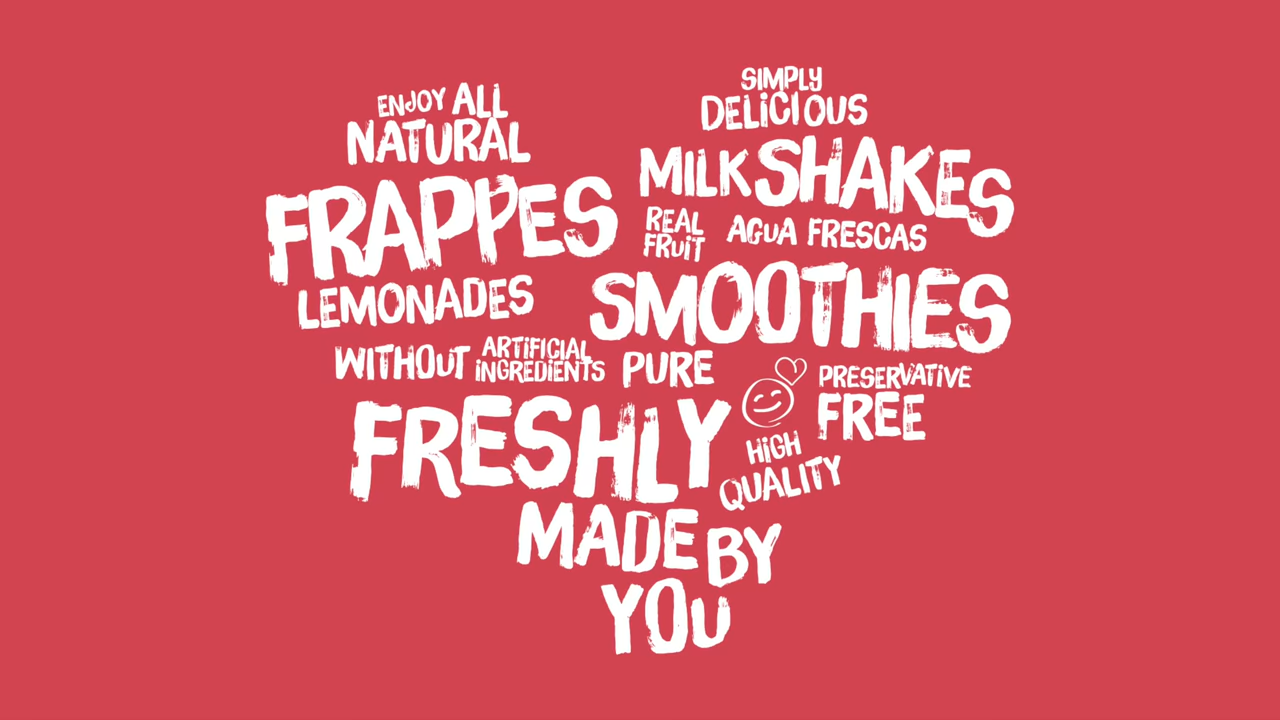 ENJOY ALL
NATURAL
FRAPPES
LEMONADES
SIMPLY
DELiCIOUS
MILKSHAKES
REAL
FRUiT
AGUA FRESCAS
SMOOTHIES
WITHOUT
ARTiFICIAL
iNGREDiENTS
PURE
PRESERVATIVE
FREE
FRESHLY
HiGH
QUALITY
MADE BY
YOU